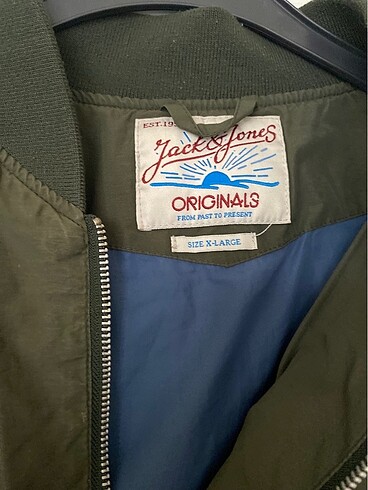 EST.19
Jack & Jones
ORIGINALS
FROM PAST TO PRESENT
SIZE X-LARGE